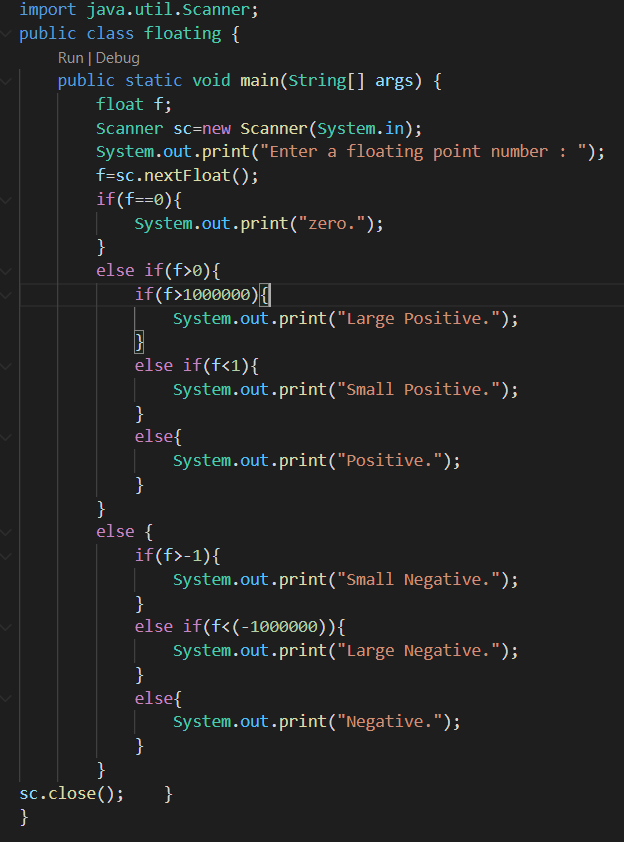 import java.util.Scanner;
public class floating {
Run | Debug
    public static void main(String[] args) {
        float f;
        Scanner sc=new Scanner(System.in);
        System.out.print("Enter a floating point number : ");
        f=sc.nextFloat();
        if(f==0){
            System.out.print("zero.");
        }
        else if(f>0){
            if(f>1000000){
                System.out.print("Large Positive.");
            }
            else if(f<1){
                System.out.print("Small Positive.");
            }
            else{
                System.out.print("Positive.");
            }
        }
        else {
            if(f>-1){
                System.out.print("Small Negative.");
            }
            else if(f<(-1000000)){
                System.out.print("Large Negative.");
            }
            else{
                System.out.print("Negative.");
            }
        }
sc.close();    }
}